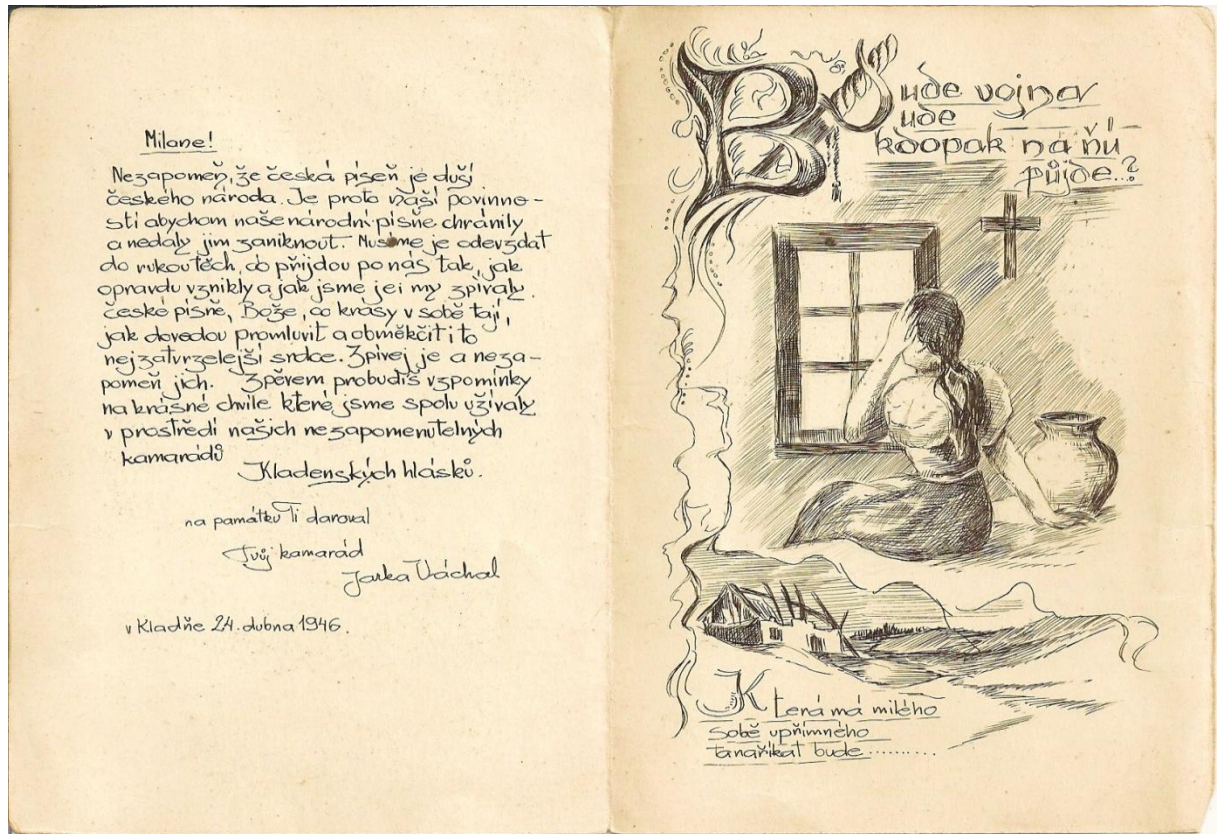 Milane!
Nezapomeň, že česká píseň je duší
českého národa. Je proto naší povinno-
stí abychom naše národní písně chránily
a nedaly jim zaniknout. Musíme je odevzdat
do rukou těch, co přijdou po nás tak, jak
opravdu vznikly a jak jsme jei my zpívaly.
české písně, Bože, co krásy v sobě tají,
jak dovedou promluvit a obměkčit i to
nejzatvrzelejší srdce. Zpívej je a neza-
pomeň jich. Zpěvem probudíš vzpomínky
na krásné chvíle které jsme spolu užívaly
v prostředí našich nezapomenutelných
kamarádů
Kladenských hlásků.
na památku Ti daroval
Tvůj kamarád
Jarka Váchal
v Kladně 24. dubna 1946.
Bude vojna
Bude
kdopak na ňú
půjde...?
Která má milého
sobě upřímného
ta naříkat bude..........